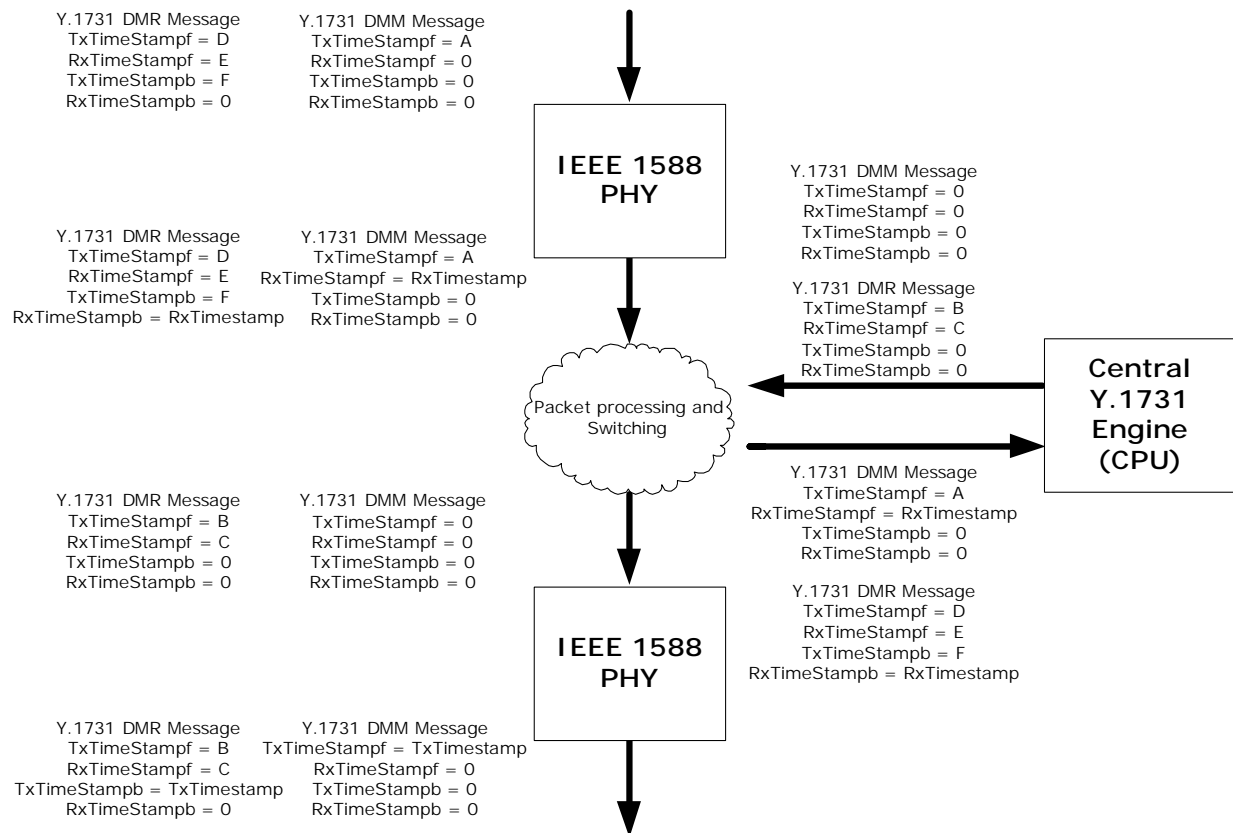 Y.1731 DMR Message
TxTimeStampf = D
RxTimeStampf = E
TxTimeStampb = F
RxTimeStampb = 0
Y.1731 DMM Message
TxTimeStampf = A
RxTimeStampf = 0
TxTimeStampb = 0
RxTimeStampb = 0
IEEE 1588
PHY
Y.1731 DMR Message
TxTimeStampf = D
RxTimeStampf = E
TxTimeStampb = F
RxTimeStampb = RxTimestamp
Y.1731 DMM Message
TxTimeStampf = A
RxTimeStampf = RxTimestamp
TxTimeStampb = 0
RxTimeStampb = 0
Y.1731 DMM Message
TxTimeStampf = 0
RxTimeStampf = 0
TxTimeStampb = 0
RxTimeStampb = 0
Y.1731 DMR Message
TxTimeStampf = B
RxTimeStampf = C
TxTimeStampb = 0
RxTimeStampb = 0
Packet processing and
Switching
Central
Y.1731
Engine
(CPU)
Y.1731 DMM Message
TxTimeStampf = A
RxTimeStampf = RxTimestamp
TxTimeStampb = 0
RxTimeStampb = 0
Y.1731 DMR Message
TxTimeStampf = D
RxTimeStampf = E
TxTimeStampb = F
RxTimeStampb = RxTimestamp
Y.1731 DMR Message
TxTimeStampf = B
RxTimeStampf = C
TxTimeStampb = 0
RxTimeStampb = 0
Y.1731 DMM Message
TxTimeStampf = 0
RxTimeStampf = 0
TxTimeStampb = 0
RxTimeStampb = 0
IEEE 1588
PHY
Y.1731 DMR Message
TxTimeStampf = B
RxTimeStampf = C
TxTimeStampb = TxTimestamp
RxTimeStampb = 0
Y.1731 DMM Message
TxTimeStampf = TxTimestamp
RxTimeStampf = 0
TxTimeStampb = 0
RxTimeStampb = 0